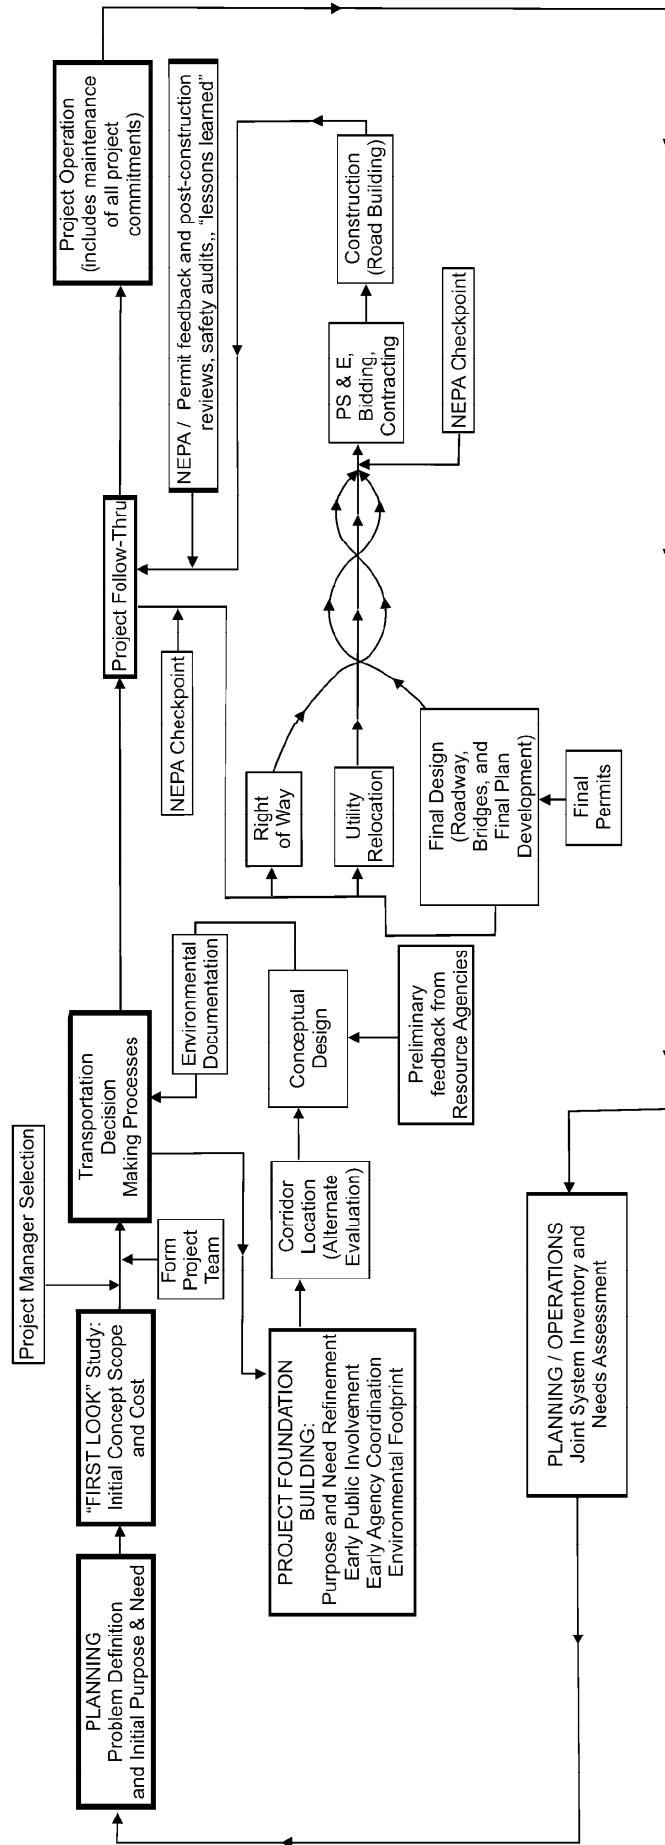 Project Manager Selection
PLANNING
Problem Definition
and Initial Purpose & Need
"FIRST LOOK" Study:
Initial Concept Scope
and Cost
Form
Project
Team
Transportation
Decision
Making Processes
Project Follow-Thru
Project Operation
(includes maintenance
of all project
commitments)
Environmental
Documentation
NEPA Checkpoint
NEPA / Permit feedback and post-construction
reviews, safety audits,, "lessons learned"
PROJECT FOUNDATION
BUILDING:
Purpose and Need Refinement
Early Public Involvement
Early Agency Coordination
Environmental Footprint
Corridor
Location
(Alternate
Evaluation)
Conceptual
Design
Preliminary
feedback from
Resource Agencies
Right
of Way
Utility
Relocation
Final Design
(Roadway,
Bridges, and
Final Plan
Development)
Final
Permits
PS & E,
Bidding,
Contracting
Construction
(Road Building)
NEPA Checkpoint
PLANNING / OPERATIONS
Joint System Inventory and
Needs Assessment